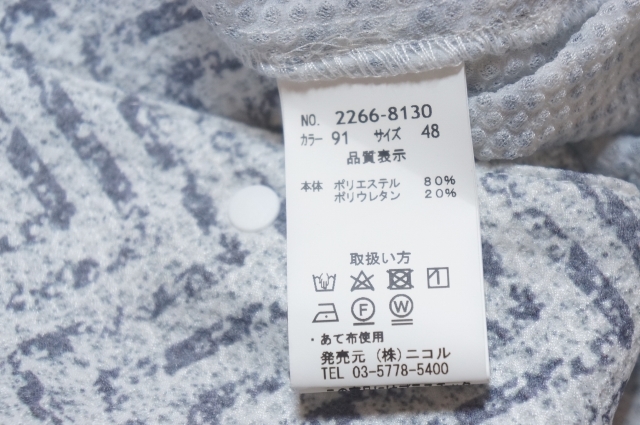 NO. 2266-8130
カラー 91 サイズ 48
品質表示
本体 ポリエステル 80%
ポリウレタン 20%
取扱い方
F W
・あて布使用
発売元 (株)ニコル
TEL 03-5778-5400